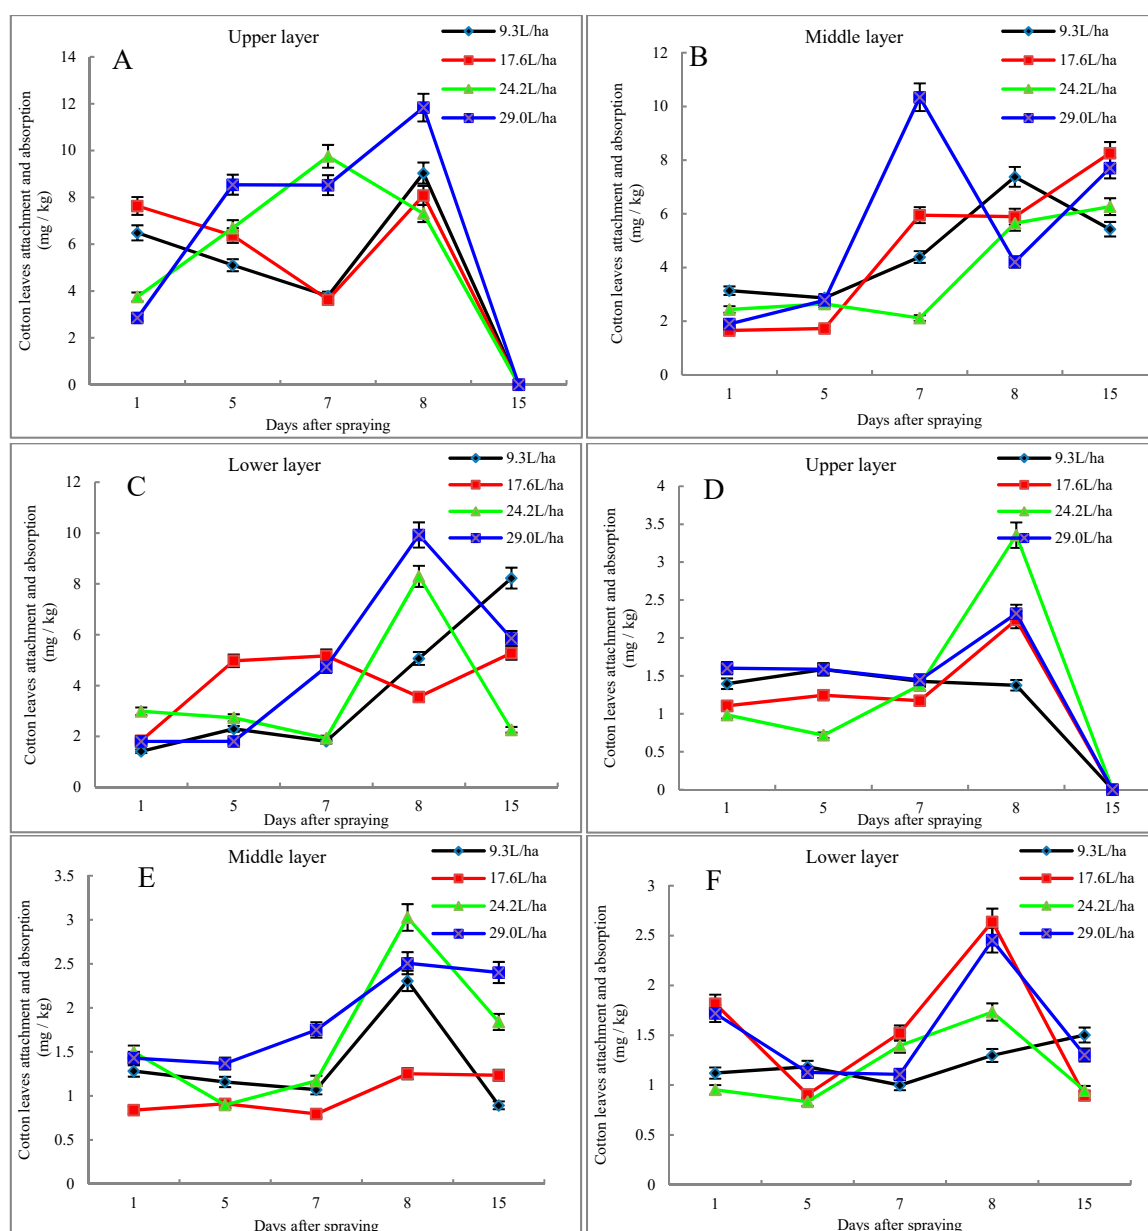 Upper layer
A
9.3L/ha
17.6L/ha
24.2L/ha
29.0L/ha
Cotton leaves attachment and absorption
(mg / kg)
14
12
10
8
6
4
2
0
1 5 7 8 15
Days after spraying
Middle layer
B
9.3L/ha
17.6L/ha
24.2L/ha
29.0L/ha
Cotton leaves attachment and absorption
(mg / kg)
12
10
8
6
4
2
0
1 5 7 8 15
Days after spraying
Lower layer
C
9.3L/ha
17.6L/ha
24.2L/ha
29.0L/ha
Cotton leaves attachment and absorption
(mg / kg)
12
10
8
6
4
2
0
1 5 7 8 15
Days after spraying
Upper layer
D
9.3L/ha
17.6L/ha
24.2L/ha
29.0L/ha
Cotton leaves attachment and absorption
(mg / kg)
4
3.5
3
2.5
2
1.5
1
0.5
0
1 5 7 8 15
Days after spraying
Middle layer
E
9.3L/ha
17.6L/ha
24.2L/ha
29.0L/ha
Cotton leaves attachment and absorption
(mg / kg)
3.5
3
2.5
2
1.5
1
0.5
0
1 5 7 8 15
Days after spraying
Lower layer
F
9.3L/ha
17.6L/ha
24.2L/ha
29.0L/ha
Cotton leaves attachment and absorption
(mg / kg)
3
2.5
2
1.5
1
0.5
0
1 5 7 8 15
Days after spraying